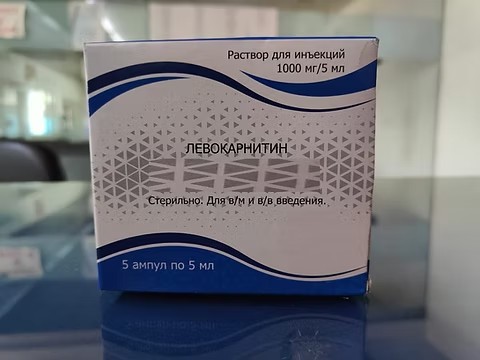 Раствор для инъекций
1000 мг/5 мл
ЛЕВОКАРНИТИН
Стерильно. Для в/м и в/в введения.
5 ампул по 5 мл